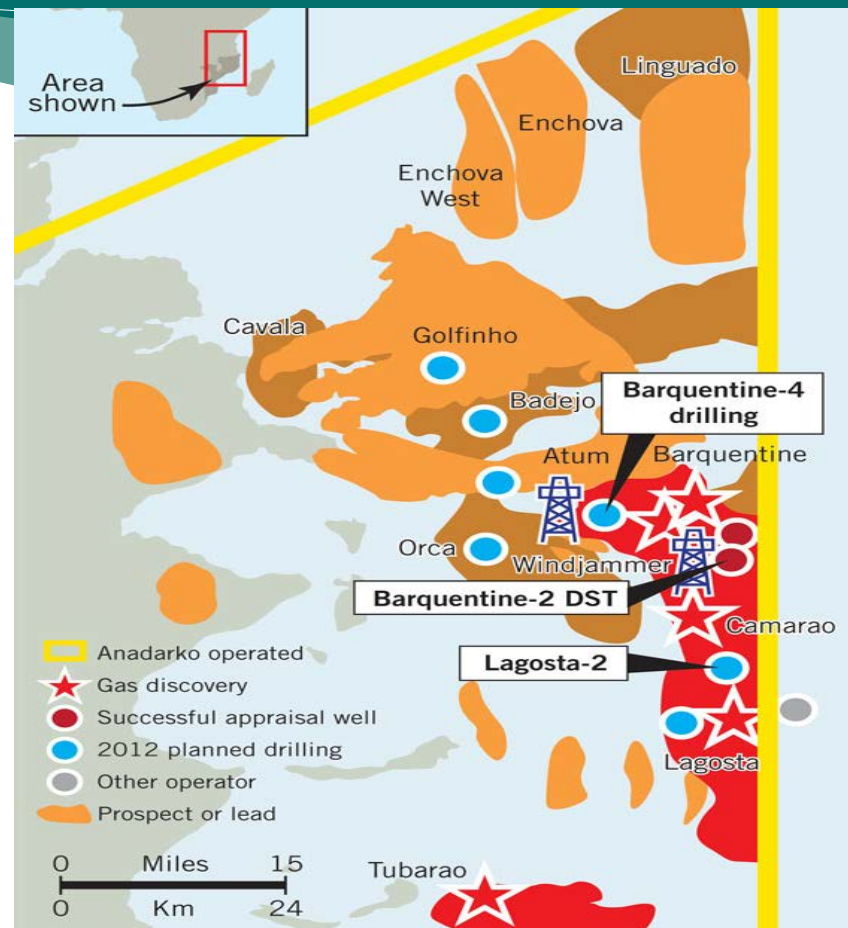 Area
shown
Linguado
Enchova
Enchova
West
Cavala
Golfinho
Badejo
Barquentine-4
drilling
Atum
Barquentine
Orca
Windjammer
Barquentine-2 DST
Camarao
Lagosta-2
Lagosta
Anadarko operated
Gas discovery
Successful appraisal well
2012 planned drilling
Other operator
Prospect or lead
0 Miles 15
0 Km 24
Tubarao